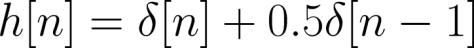 h[n] = δ[n] + 0.5δ[n − 1]